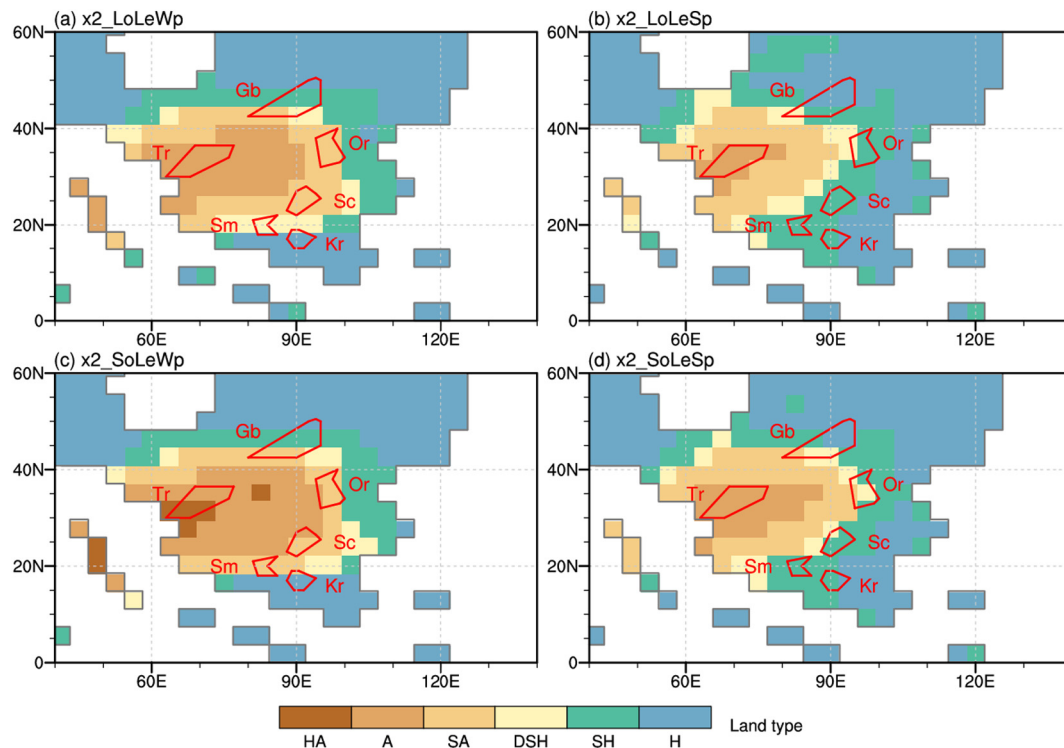 (a) x2_LoLeWp
(b) x2_LoLeSp
60N
40N
20N
0
Gb
Tr
Or
Sc
Sm
Kr
60E
90E
120E
60N
40N
20N
0
Gb
Tr
Or
Sc
Sm
Kr
60E
90E
120E
(c) x2_SoLeWp
(d) x2_SoLeSp
60N
40N
20N
0
Gb
Tr
Or
Sc
Sm
Kr
60E
90E
120E
60N
40N
20N
0
Gb
Tr
Or
Sc
Sm
Kr
60E
90E
120E
HA A SA DSH SH H Land type